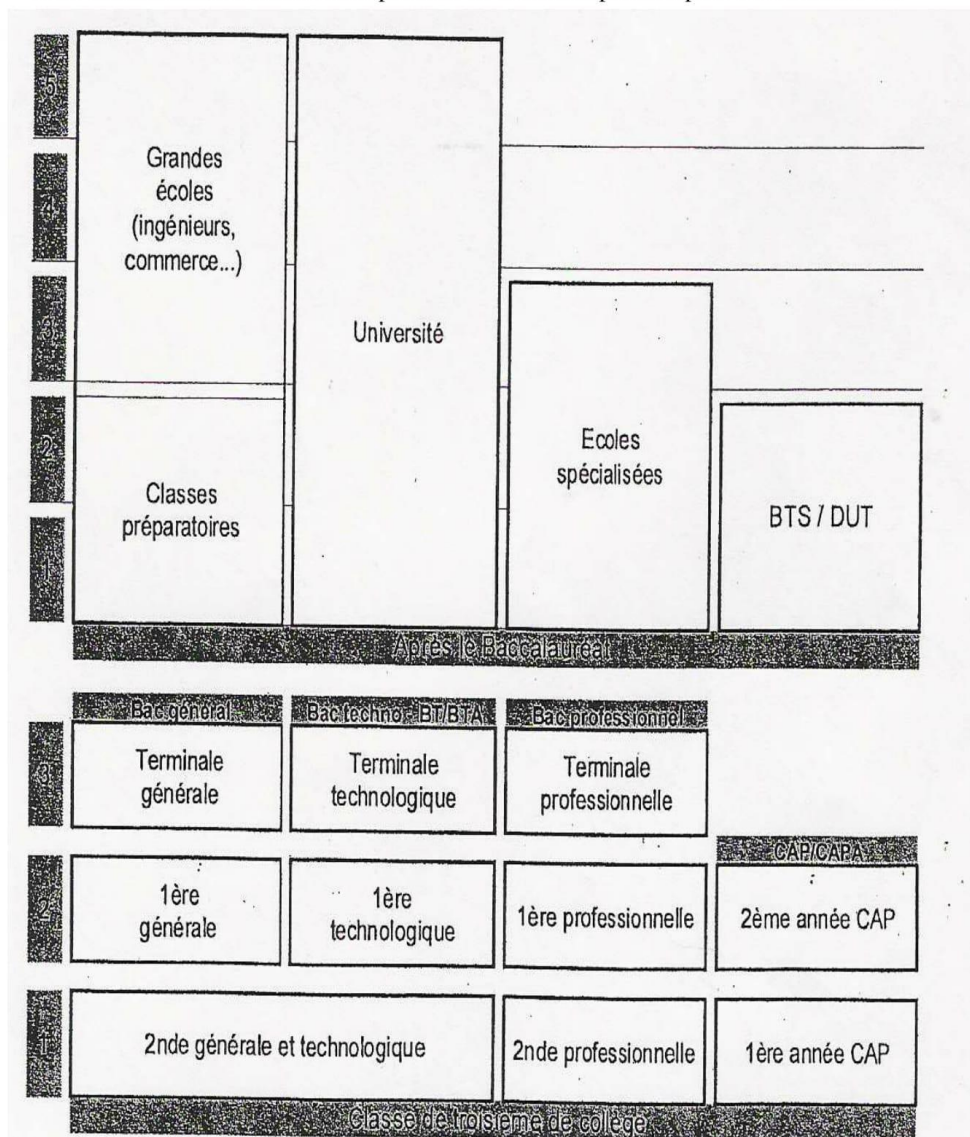 5
Grandes
écoles
(ingénieurs,
commerce...)
4
3
Université
2
Classes
préparatoires
Ecoles
spécialisées
BTS / DUT
1
Après le Baccalauréat
Bac général
Bac techno - BT/BTA
Bac professionnel
3
Terminale
générale
Terminale
technologique
Terminale
professionnelle
CAP/CAPA
2
1ère
générale
1ère
technologique
1ère professionnelle
2ème année CAP
1
2nde générale et technologique
2nde professionnelle
1ère année CAP
Classe de troisième de collège